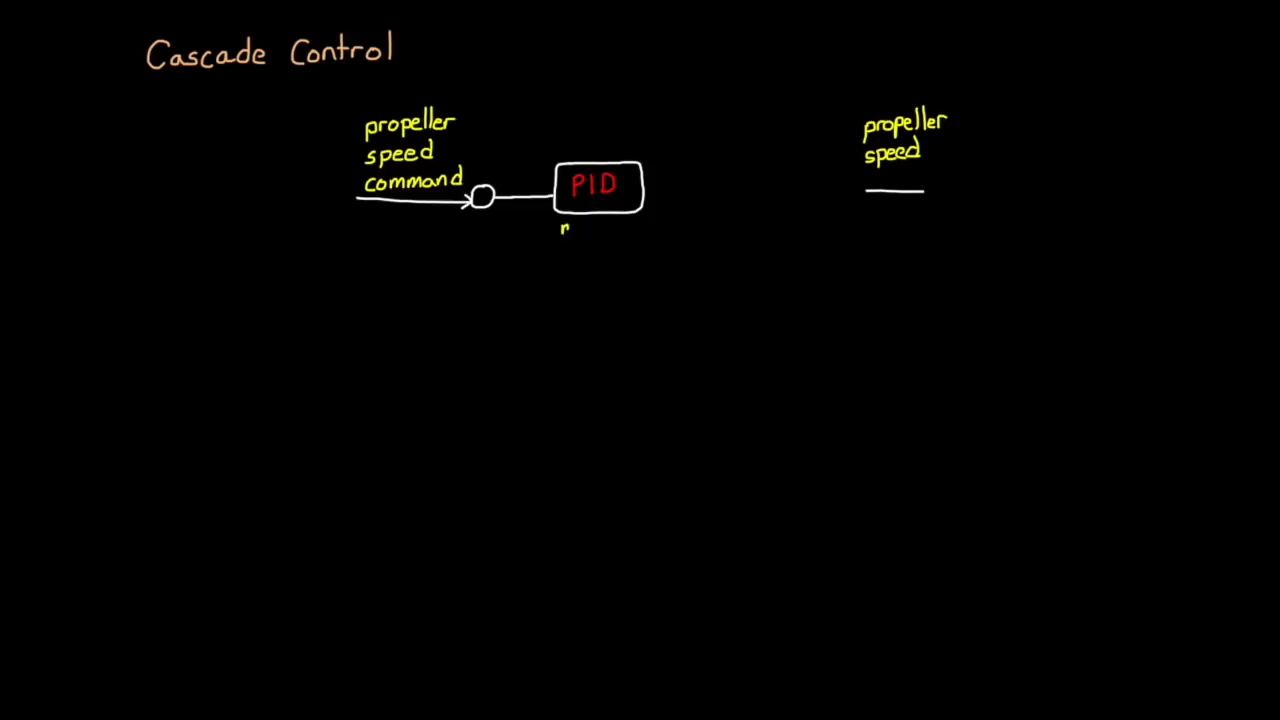 Cascade Control
propeller
speed
command
PID
r
propeller
speed